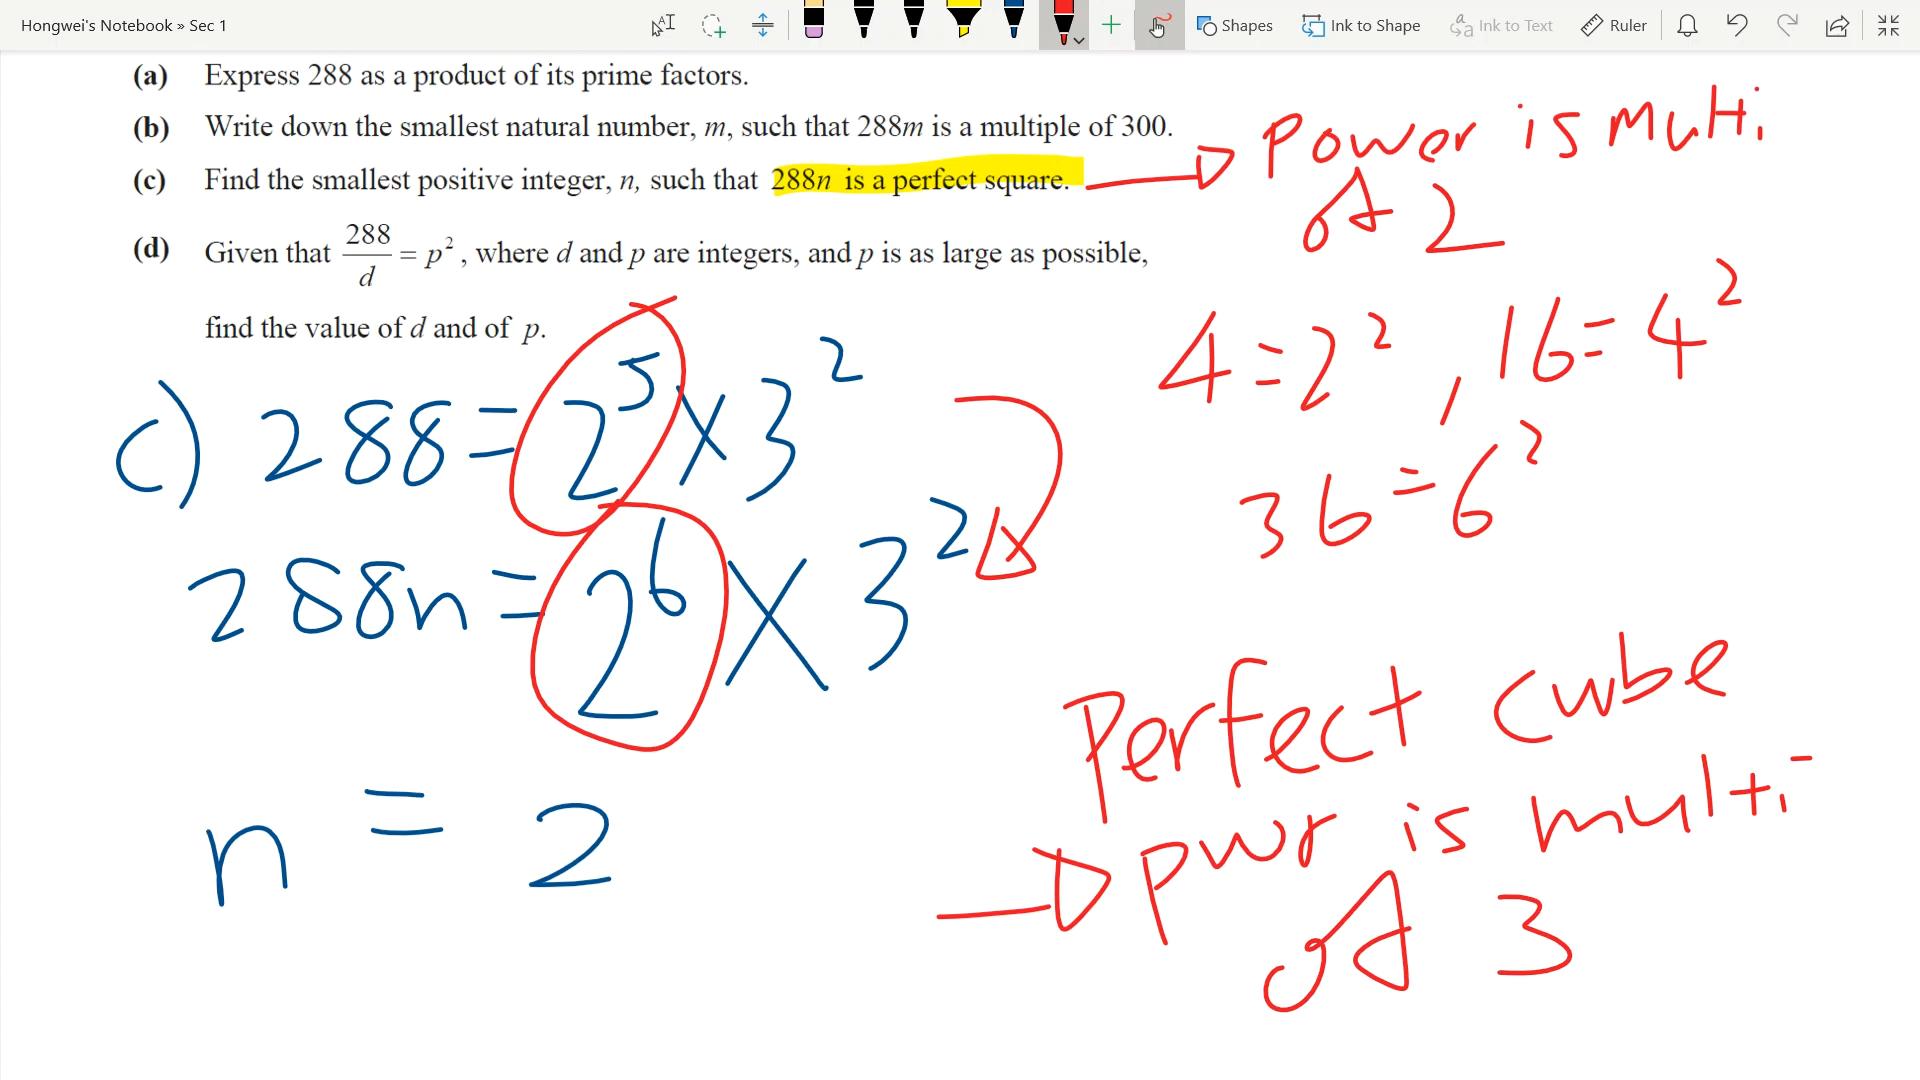 Hongwei's Notebook » Sec 1
Shapes
Ink to Shape
Ink to Text
Ruler
(a) Express 288 as a product of its prime factors.
(b) Write down the smallest natural number, m, such that 288m is a multiple of 300.
(c) Find the smallest positive integer, n, such that 288n is a perfect square.
(d) Given that 288/d = p², where d and p are integers, and p is as large as possible,
find the value of d and of p.
Power is multi
of 2
4=2², 16=4²
36=6²
c) 288=2⁵×3²
288n=2⁶×3²
n = 2
Perfect cube
→ pwr is multi
of 3